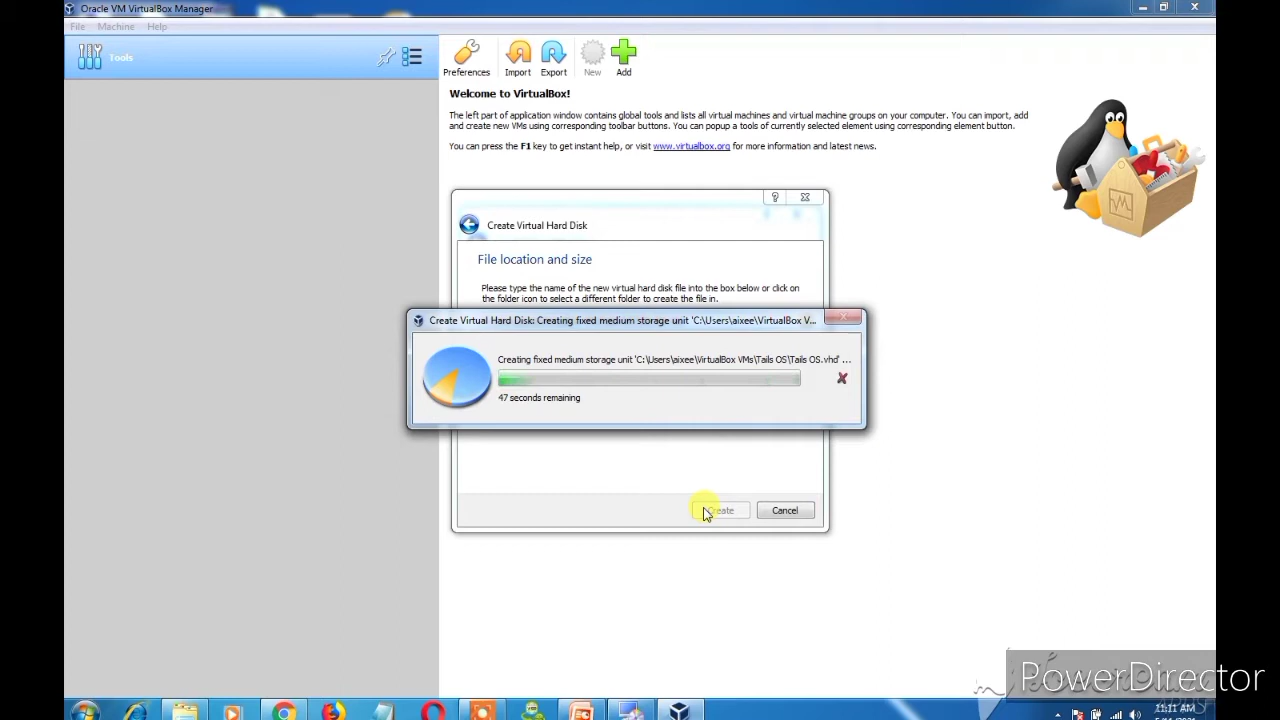 Oracle VM VirtualBox Manager
File Machine Help
Tools
Preferences Import Export New Add
Welcome to VirtualBox!
The left part of application window contains global tools and lists all virtual machines and virtual machine groups on your computer. You can import, add
and create new VMs using corresponding toolbar buttons. You can popup a tools of currently selected element using corresponding element button.
You can press the F1 key to get instant help, or visit www.virtualbox.org for more information and latest news.
Create Virtual Hard Disk
File location and size
Please type the name of the new virtual hard disk file into the box below or click on
the folder icon to select a different folder to create the file in.
Create Virtual Hard Disk: Creating fixed medium storage unit 'C:\Users\aixee\VirtualBox V...
Creating fixed medium storage unit 'C:\Users\aixee\VirtualBox VMs\Tails OS\Tails OS.vhd' ...
47 seconds remaining
Create Cancel
PowerDirector
11:11 AM